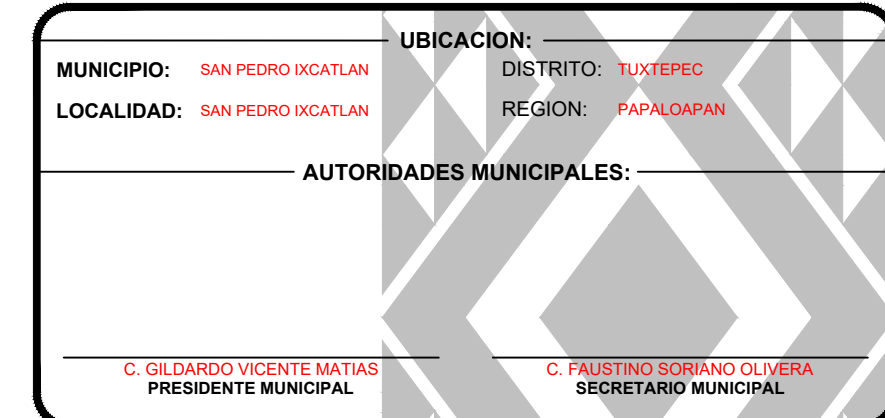 UBICACION:
MUNICIPIO: SAN PEDRO IXCATLAN DISTRITO: TUXTEPEC
LOCALIDAD: SAN PEDRO IXCATLAN REGION: PAPALOAPAN
AUTORIDADES MUNICIPALES:
C. GILDARDO VICENTE MATIAS C. FAUSTINO SORIANO OLIVERA
PRESIDENTE MUNICIPAL SECRETARIO MUNICIPAL